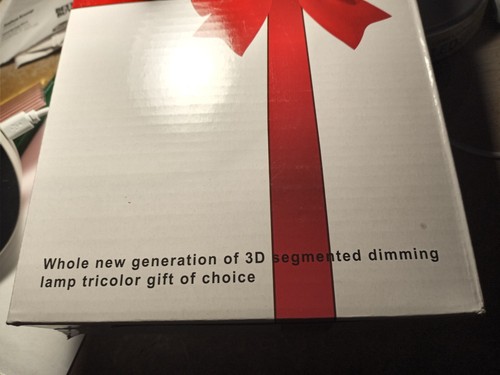 Whole new generation of 3D segmented dimming
lamp tricolor gift of choice